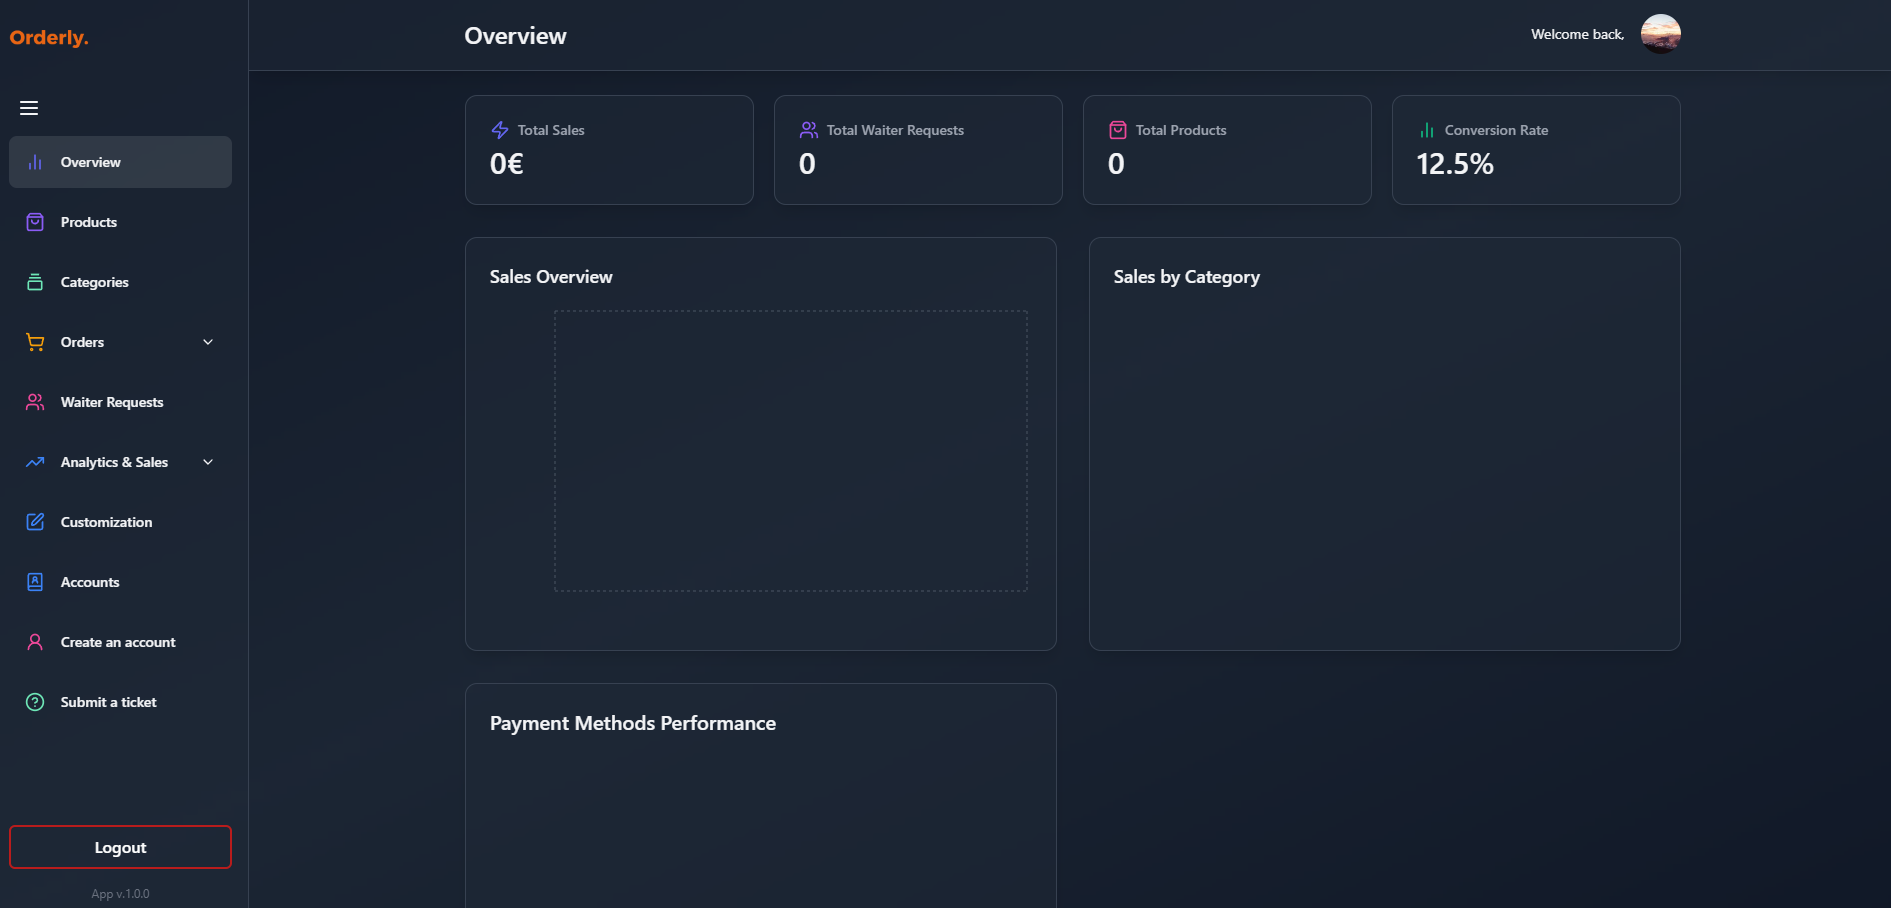 Orderly.
Overview
Products
Categories
Orders
Waiter Requests
Analytics & Sales
Customization
Accounts
Create an account
Submit a ticket
Logout
App v.1.0.0
Overview
Welcome back,
Total Sales
0€
Total Waiter Requests
0
Total Products
0
Conversion Rate
12.5%
Sales Overview
Sales by Category
Payment Methods Performance